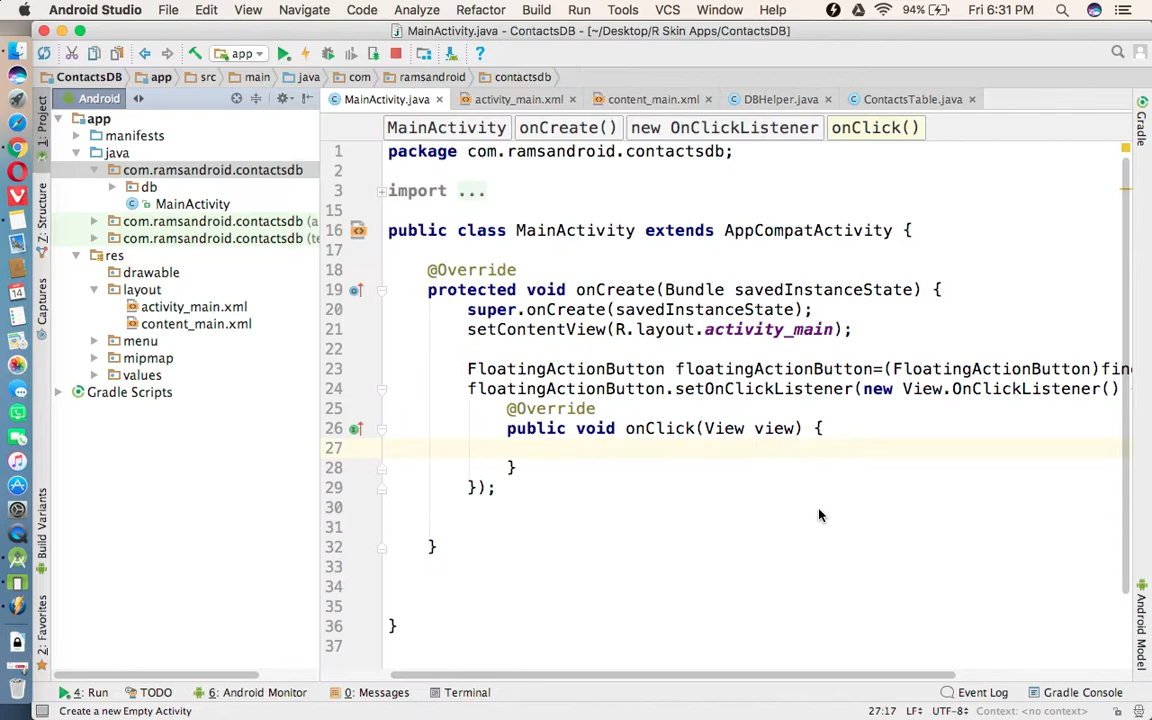 Android Studio File Edit View Navigate Code Analyze Refactor Build Run Tools VCS Window Help 94% Fri 6:31 PM
MainActivity.java - ContactsDB - [~/Desktop/R Skin Apps/ContactsDB]
app
ContactsDB app src main java com ramsandroid contactsdb
Android
MainActivity.java activity_main.xml content_main.xml DBHelper.java ContactsTable.java
MainActivity onCreate() new OnClickListener onClick()
app
manifests
java
com.ramsandroid.contactsdb
db
MainActivity
com.ramsandroid.contactsdb (a
com.ramsandroid.contactsdb (te
res
drawable
layout
activity_main.xml
content_main.xml
menu
mipmap
values
Gradle Scripts
1: Project
Z: Structure
Captures
Build Variants
2: Favorites
1 package com.ramsandroid.contactsdb;
2
3 import ...
15
16 public class MainActivity extends AppCompatActivity {
17
18 @Override
19 protected void onCreate(Bundle savedInstanceState) {
20 super.onCreate(savedInstanceState);
21 setContentView(R.layout.activity_main);
22
23 FloatingActionButton floatingActionButton=(FloatingActionButton)fin
24 floatingActionButton.setOnClickListener(new View.OnClickListener()
25 @Override
26 public void onClick(View view) {
27
28 }
29 });
30
31
32 }
33
34
35
36 }
37
Gradle
Android Model
4: Run TODO 6: Android Monitor 0: Messages Terminal Event Log Gradle Console
Create a new Empty Activity 27:17 LF÷ UTF-8÷ Context: <no context>